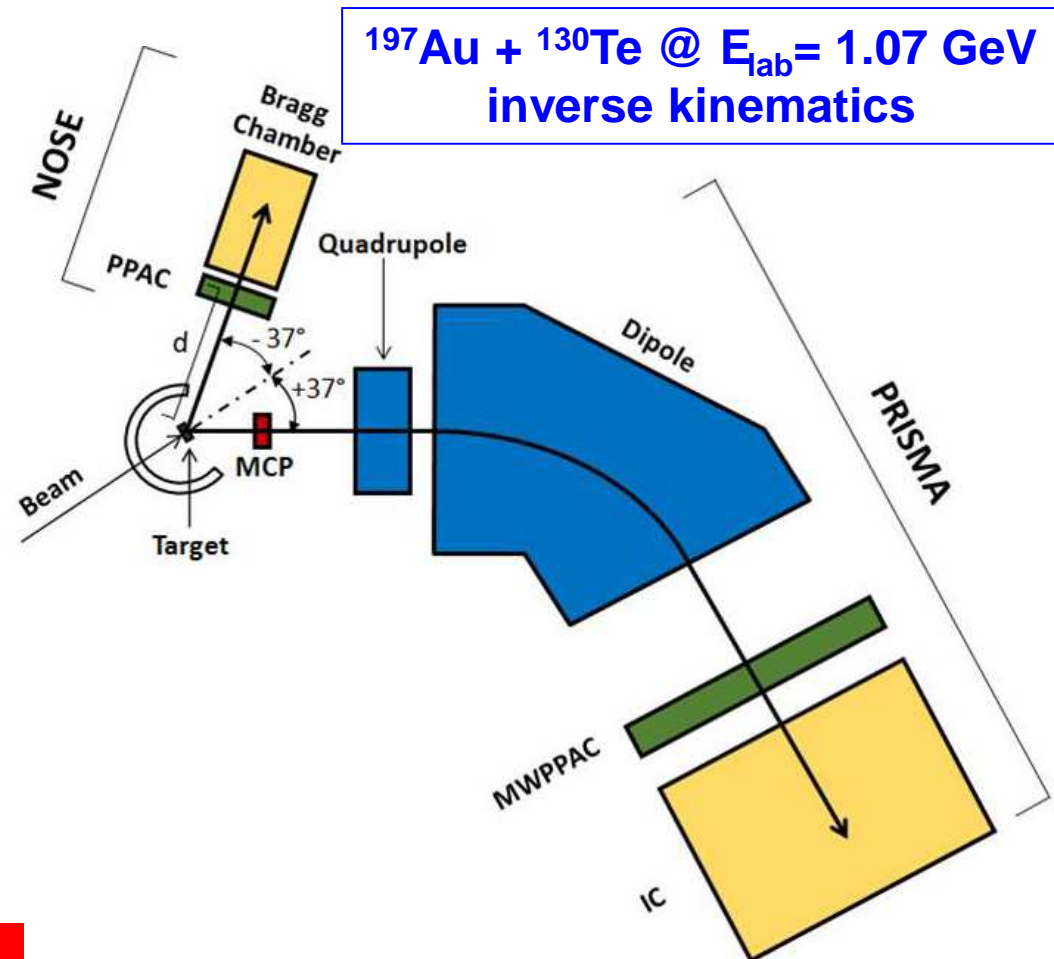 ¹⁹⁷Au + ¹³⁰Te @ E_lab= 1.07 GeV
inverse kinematics
NOSE
Bragg
Chamber
PPAC
Quadrupole
Dipole
d
- 37°
+37°
PRISMA
MCP
Beam
Target
MWPPAC
IC